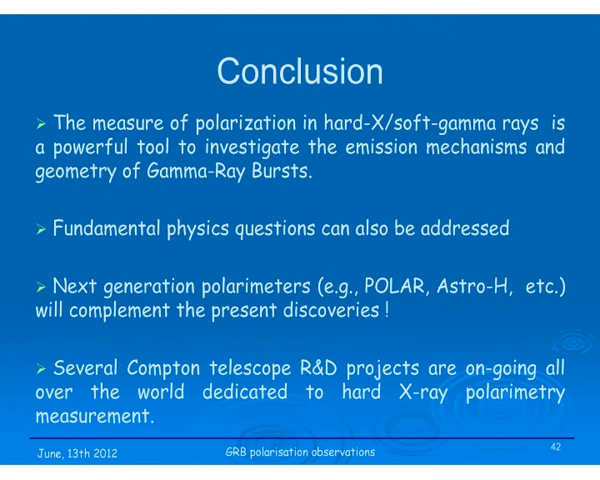 Conclusion
➢ The measure of polarization in hard-X/soft-gamma rays is
a powerful tool to investigate the emission mechanisms and
geometry of Gamma-Ray Bursts.
➢ Fundamental physics questions can also be addressed
➢ Next generation polarimeters (e.g., POLAR, Astro-H, etc.)
will complement the present discoveries !
➢ Several Compton telescope R&D projects are on-going all
over the world dedicated to hard X-ray polarimetry
measurement.
June, 13th 2012
GRB polarisation observations
42